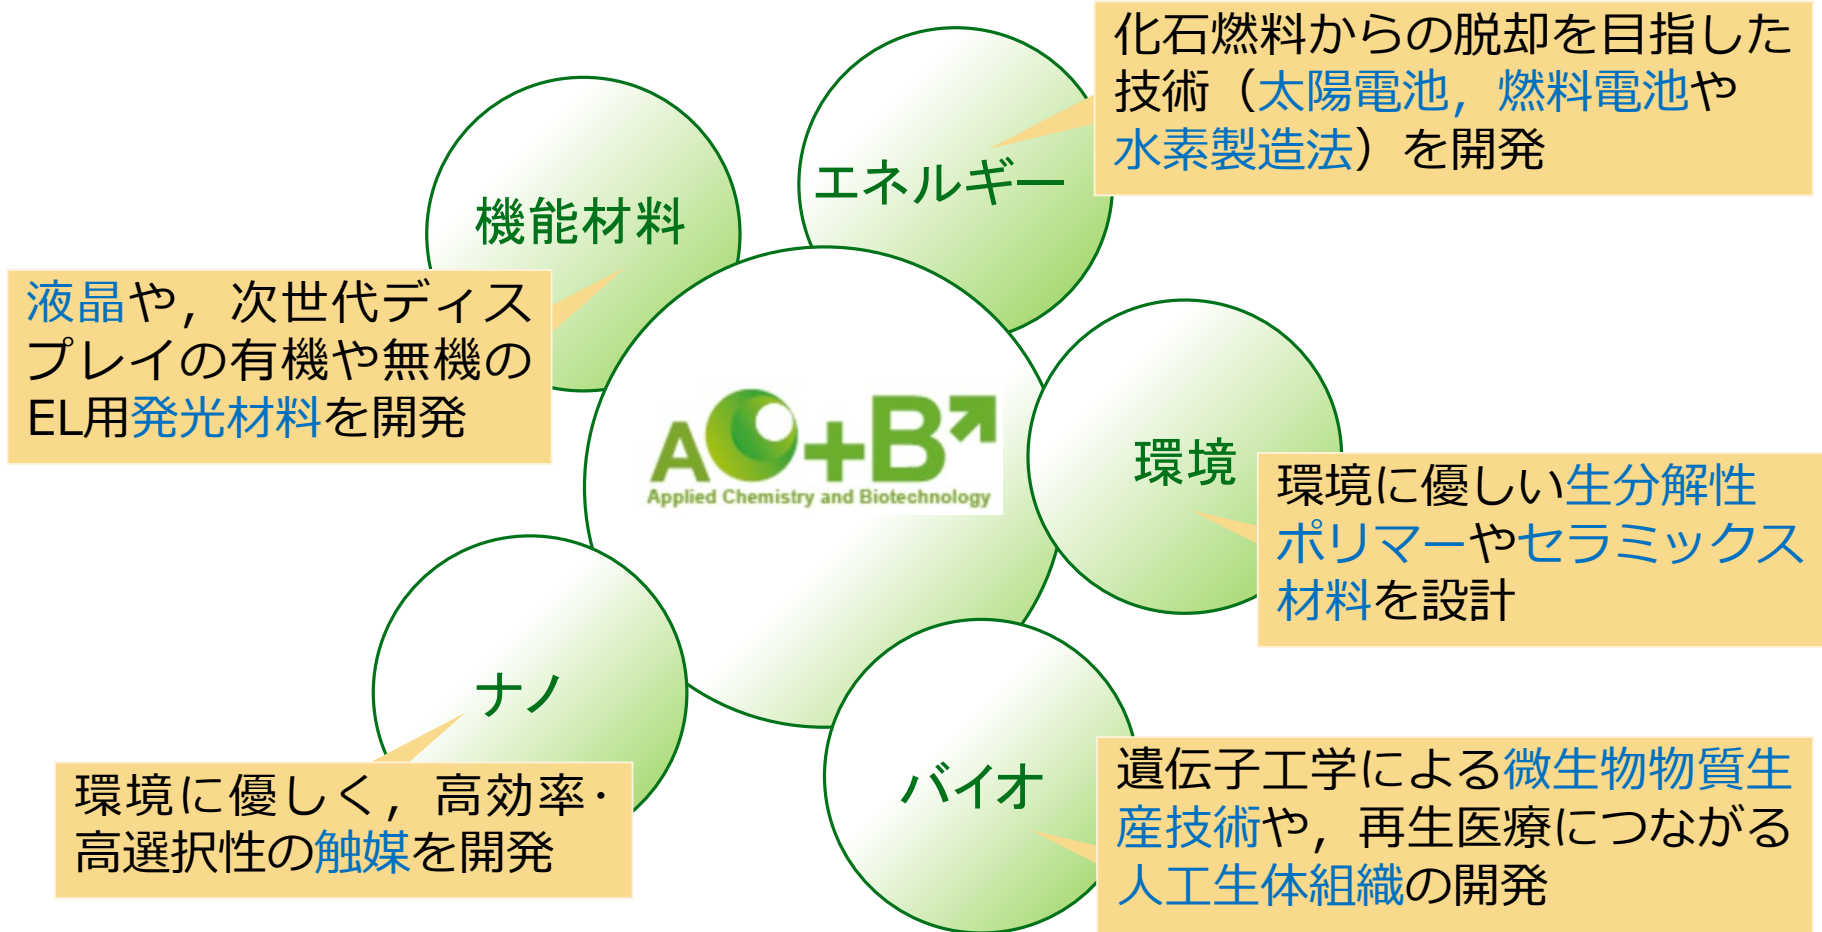 化石燃料からの脱却を目指した
技術（太陽電池，燃料電池や
水素製造法）を開発
エネルギー
機能材料
液晶や，次世代ディス
プレイの有機や無機の
EL用発光材料を開発
AC+B
Applied Chemistry and Biotechnology
環境
環境に優しい生分解性
ポリマーやセラミックス
材料を設計
ナノ
環境に優しく，高効率・
高選択性の触媒を開発
バイオ
遺伝子工学による微生物物質生
産技術や，再生医療につながる
人工生体組織の開発